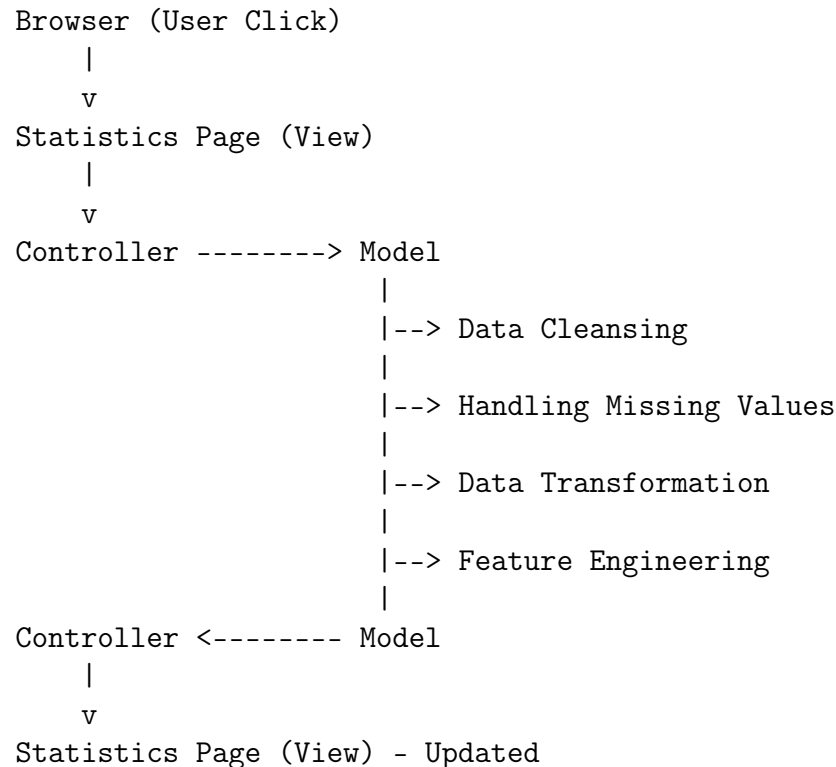 Browser (User Click)
    |
    v
Statistics Page (View)
    |
    v
Controller --------> Model
                      |
                      |--> Data Cleansing
                      |
                      |--> Handling Missing Values
                      |
                      |--> Data Transformation
                      |
                      |--> Feature Engineering
                      |
Controller <-------- Model
    |
    v
Statistics Page (View) - Updated